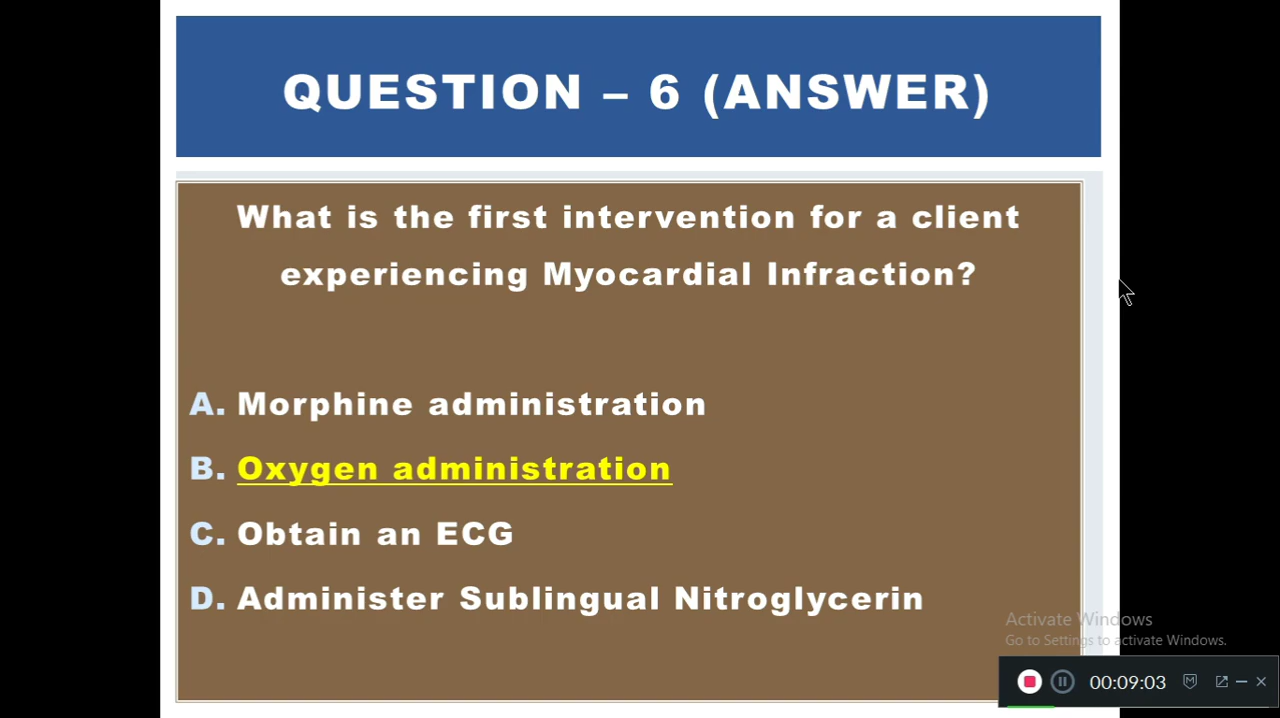 QUESTION – 6 (ANSWER)
What is the first intervention for a client
experiencing Myocardial Infraction?
A. Morphine administration
B. Oxygen administration
C. Obtain an ECG
D. Administer Sublingual Nitroglycerin
Activate Windows
Go to Settings to activate Windows.
00:09:03